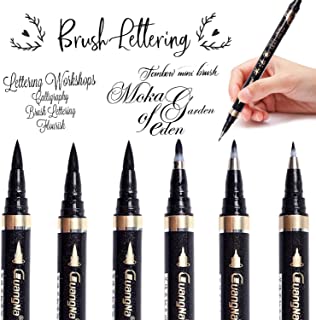 Brush Lettering
Lettering Workshops
Calligraphy
Brush Lettering
Flourish
Tombow mini brush
Moka Garden
of Eden
GuangNa
GuangNa
GuangNa
GuangNa
GuangNa
GuangNa